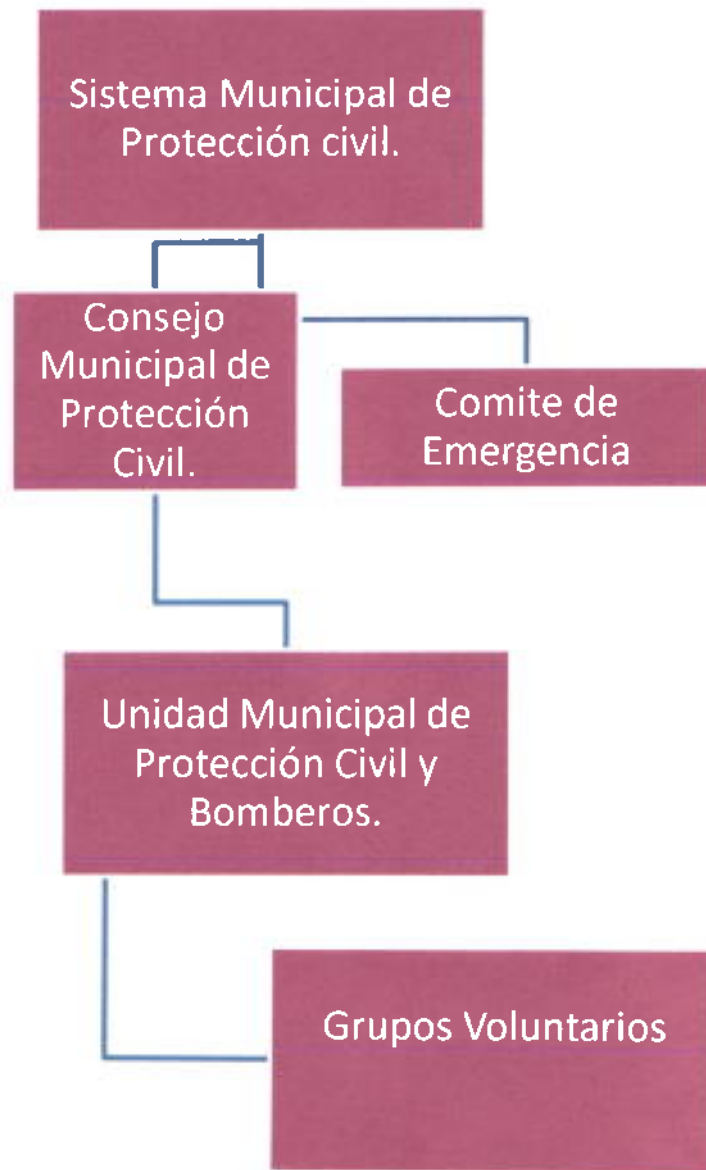 Sistema Municipal de
Protección civil.
Consejo
Municipal de
Protección
Civil.
Comite de
Emergencia
Unidad Municipal de
Protección Civil y
Bomberos.
Grupos Voluntarios